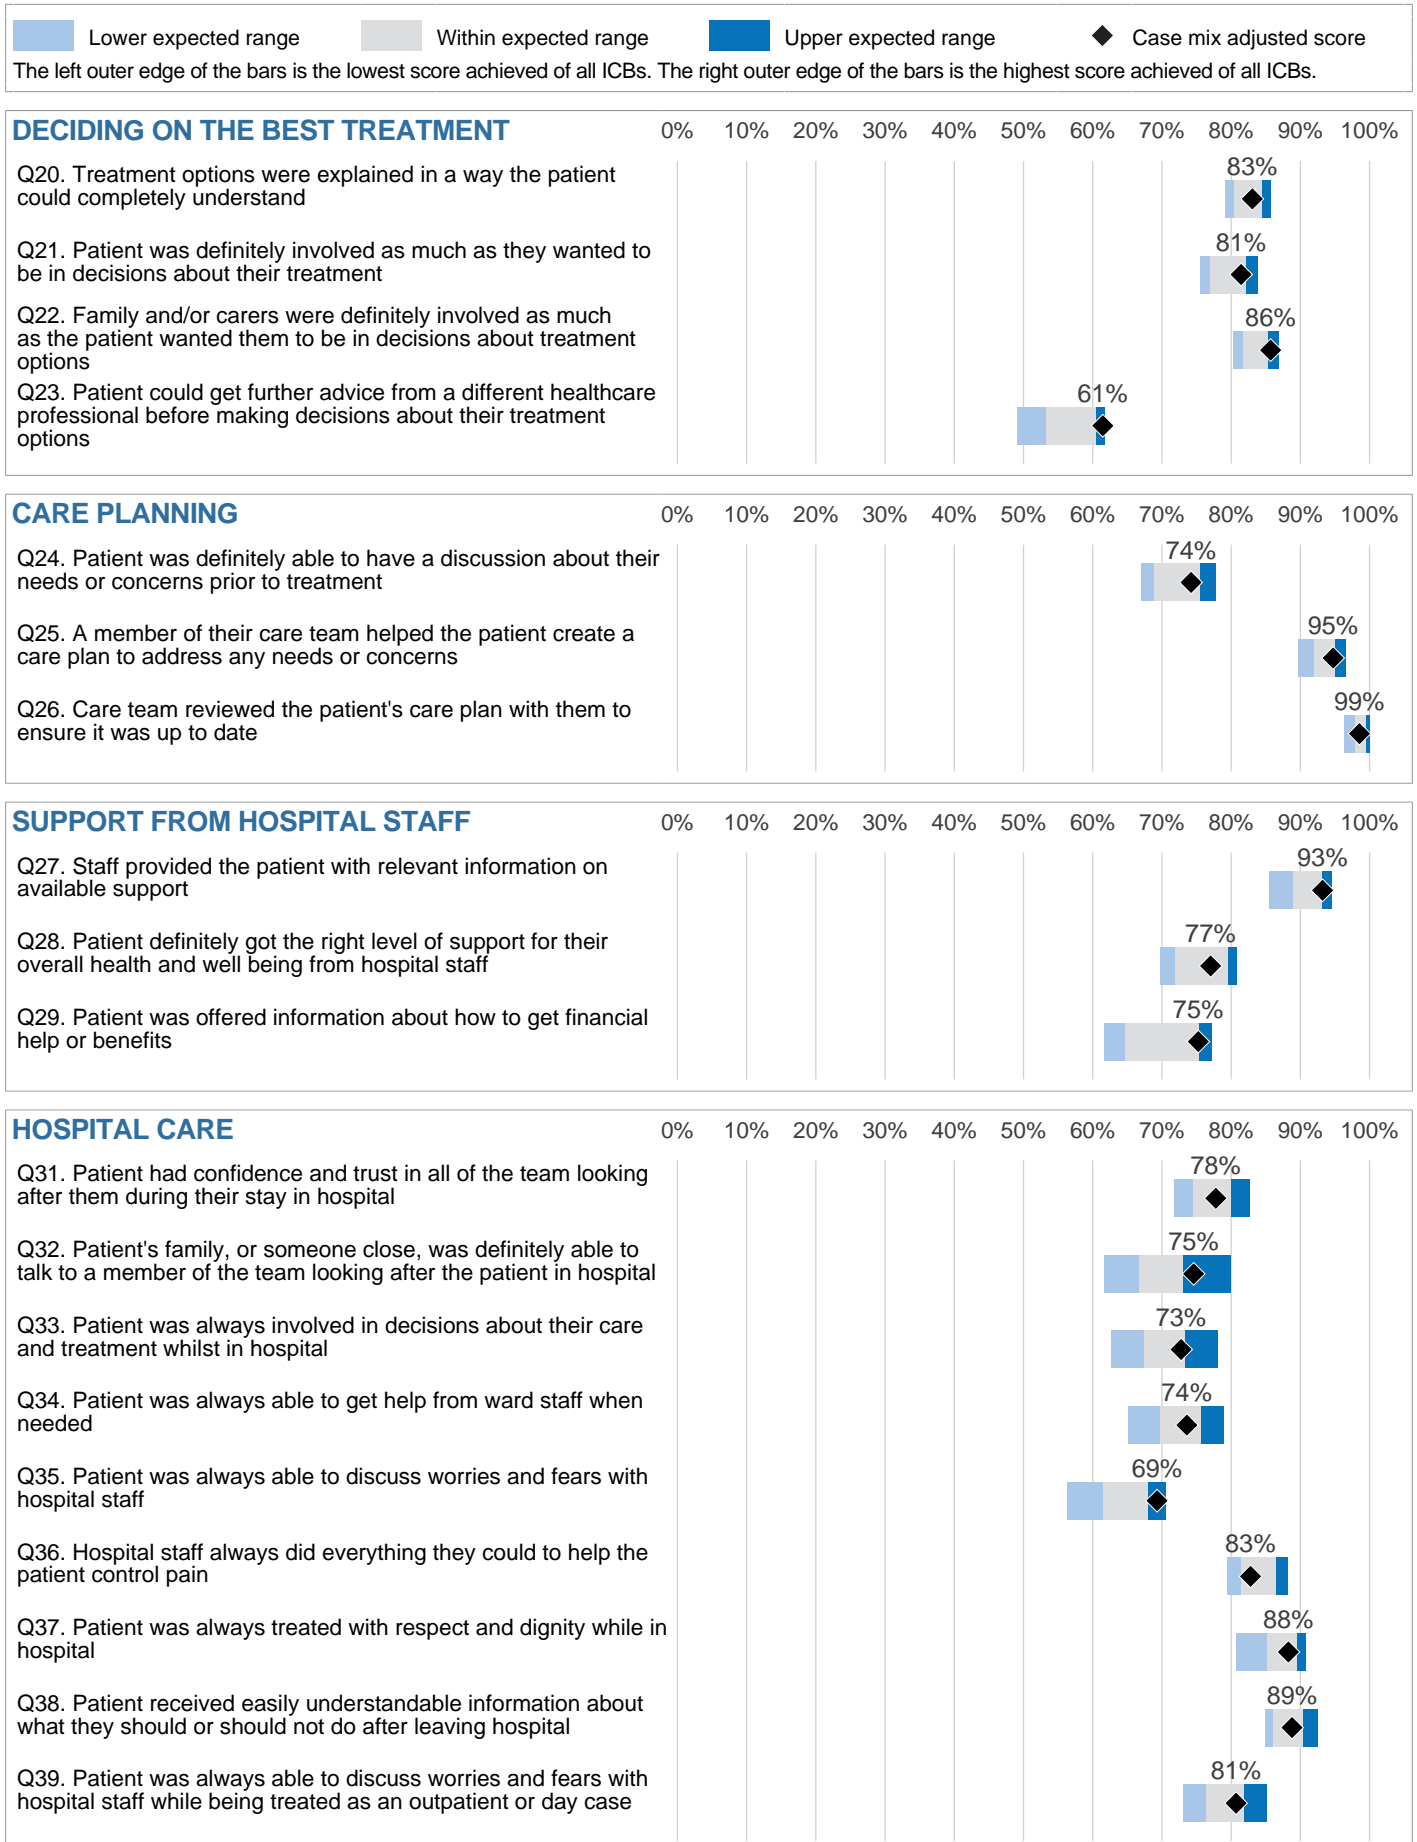 Lower expected range Within expected range Upper expected range Case mix adjusted score
The left outer edge of the bars is the lowest score achieved of all ICBs. The right outer edge of the bars is the highest score achieved of all ICBs.
DECIDING ON THE BEST TREATMENT 0% 10% 20% 30% 40% 50% 60% 70% 80% 90% 100%
Q20. Treatment options were explained in a way the patient
could completely understand
83%
Q21. Patient was definitely involved as much as they wanted to
be in decisions about their treatment
81%
Q22. Family and/or carers were definitely involved as much
as the patient wanted them to be in decisions about treatment
options
86%
Q23. Patient could get further advice from a different healthcare
professional before making decisions about their treatment
options
61%
CARE PLANNING 0% 10% 20% 30% 40% 50% 60% 70% 80% 90% 100%
Q24. Patient was definitely able to have a discussion about their
needs or concerns prior to treatment
74%
Q25. A member of their care team helped the patient create a
care plan to address any needs or concerns
95%
Q26. Care team reviewed the patient's care plan with them to
ensure it was up to date
99%
SUPPORT FROM HOSPITAL STAFF 0% 10% 20% 30% 40% 50% 60% 70% 80% 90% 100%
Q27. Staff provided the patient with relevant information on
available support
93%
Q28. Patient definitely got the right level of support for their
overall health and well being from hospital staff
77%
Q29. Patient was offered information about how to get financial
help or benefits
75%
HOSPITAL CARE 0% 10% 20% 30% 40% 50% 60% 70% 80% 90% 100%
Q31. Patient had confidence and trust in all of the team looking
after them during their stay in hospital
78%
Q32. Patient's family, or someone close, was definitely able to
talk to a member of the team looking after the patient in hospital
75%
Q33. Patient was always involved in decisions about their care
and treatment whilst in hospital
73%
Q34. Patient was always able to get help from ward staff when
needed
74%
Q35. Patient was always able to discuss worries and fears with
hospital staff
69%
Q36. Hospital staff always did everything they could to help the
patient control pain
83%
Q37. Patient was always treated with respect and dignity while in
hospital
88%
Q38. Patient received easily understandable information about
what they should or should not do after leaving hospital
89%
Q39. Patient was always able to discuss worries and fears with
hospital staff while being treated as an outpatient or day case
81%